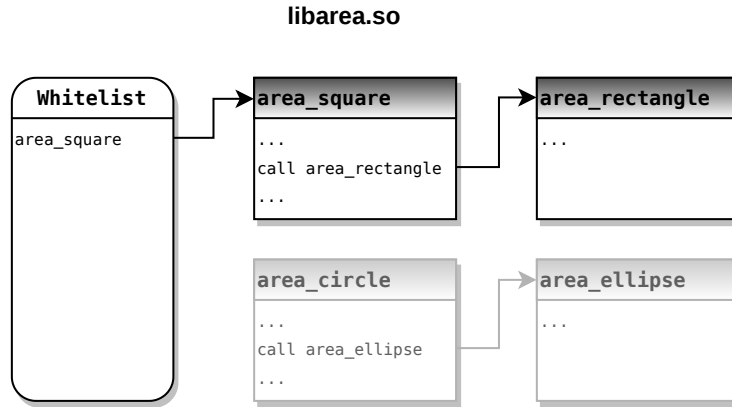 libarea.so
Whitelist
area_square
area_square
...
call area_rectangle
...
area_rectangle
...
area_circle
...
call area_ellipse
...
area_ellipse
...